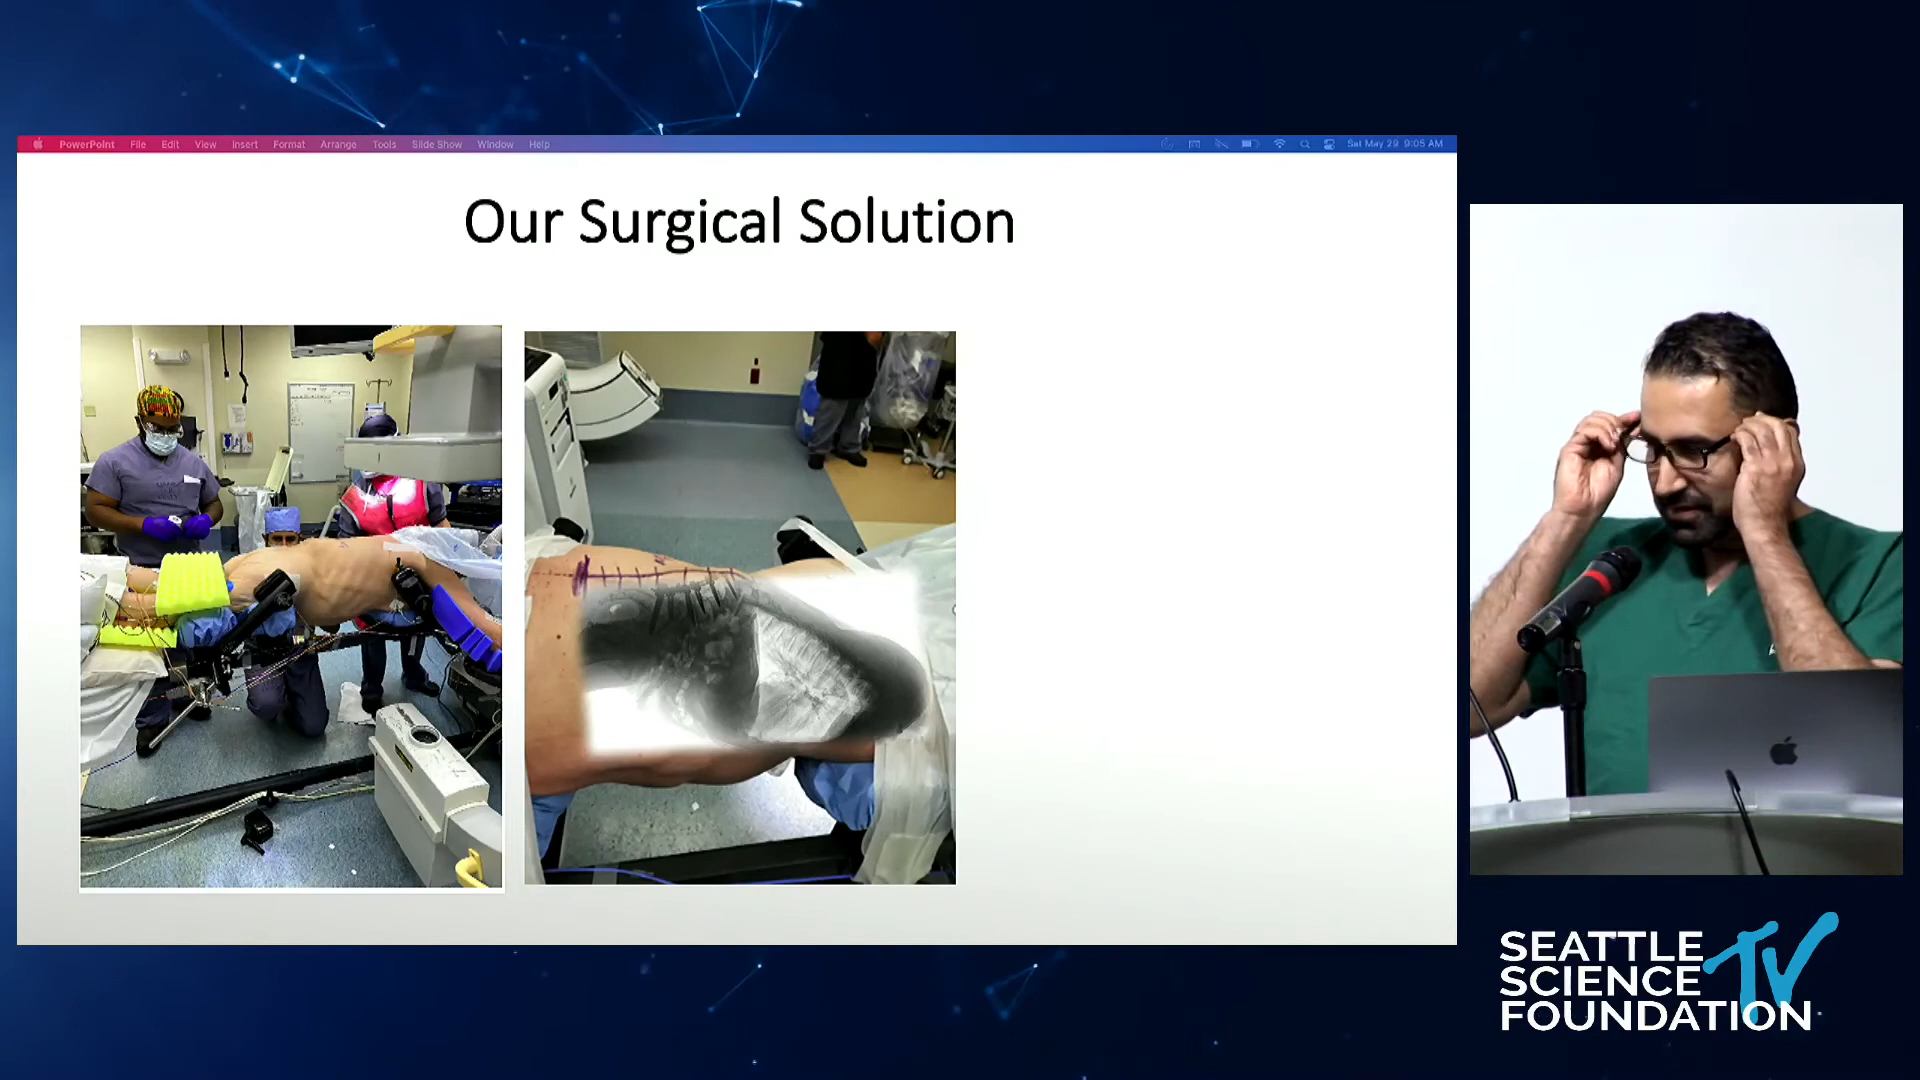 PowerPoint File Edit View Insert Format Arrange Tools Slide Show Window Help Sat May 29 9:05 AM
Our Surgical Solution
SEATTLE
SCIENCE
FOUNDATION
TV